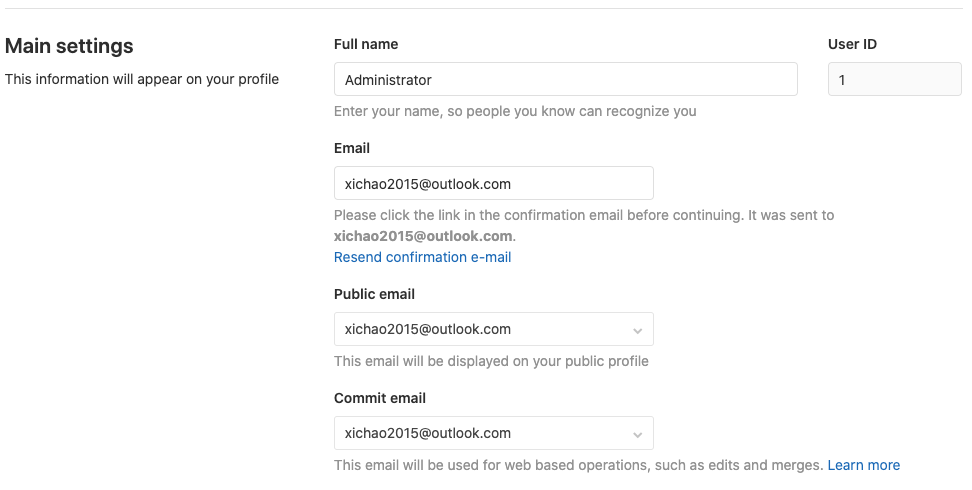 Main settings
This information will appear on your profile
Full name
User ID
Administrator
1
Enter your name, so people you know can recognize you
Email
xichao2015@outlook.com
Please click the link in the confirmation email before continuing. It was sent to
xichao2015@outlook.com.
Resend confirmation e-mail
Public email
xichao2015@outlook.com
This email will be displayed on your public profile
Commit email
xichao2015@outlook.com
This email will be used for web based operations, such as edits and merges. Learn more